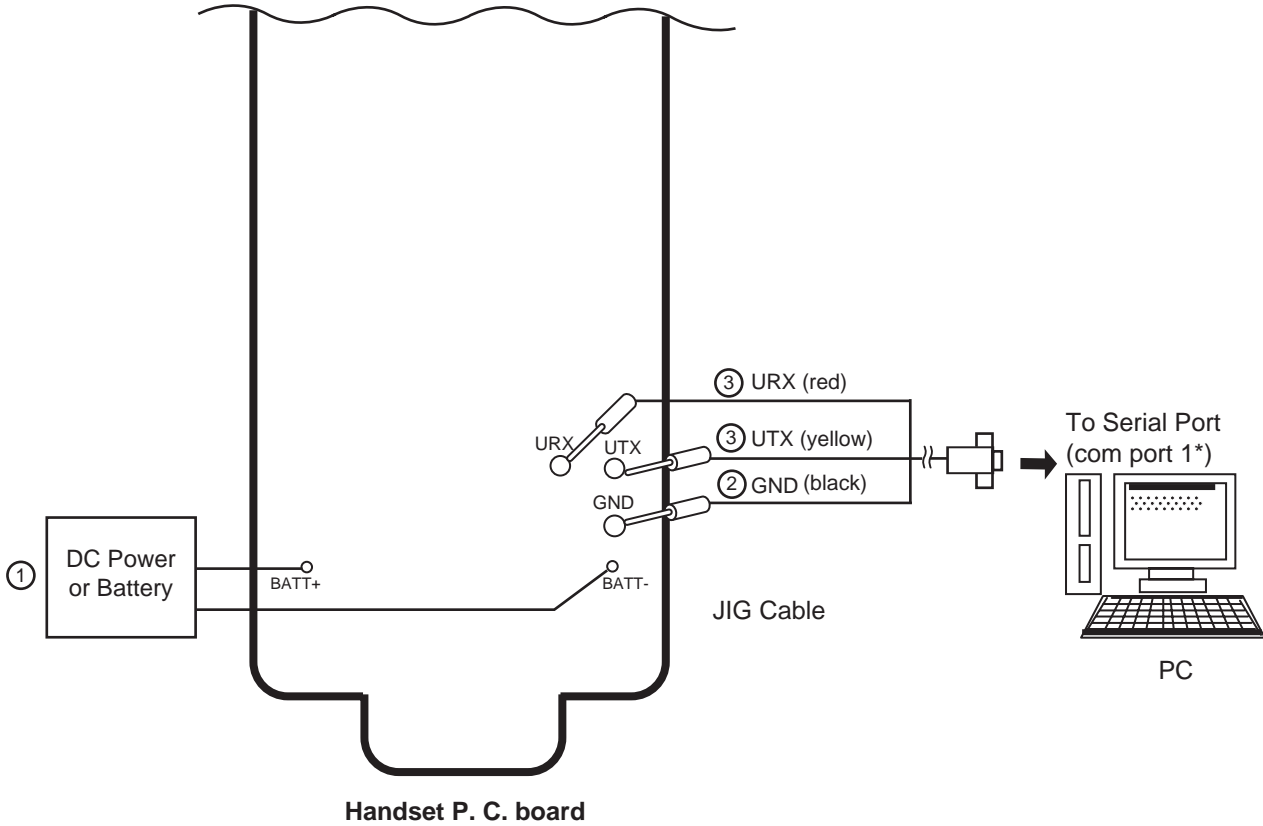 ③ URX (red)
URX
UTX
③ UTX (yellow)
To Serial Port
(com port 1*)
② GND (black)
GND
① DC Power
or Battery
BATT+
BATT-
JIG Cable
PC
Handset P. C. board